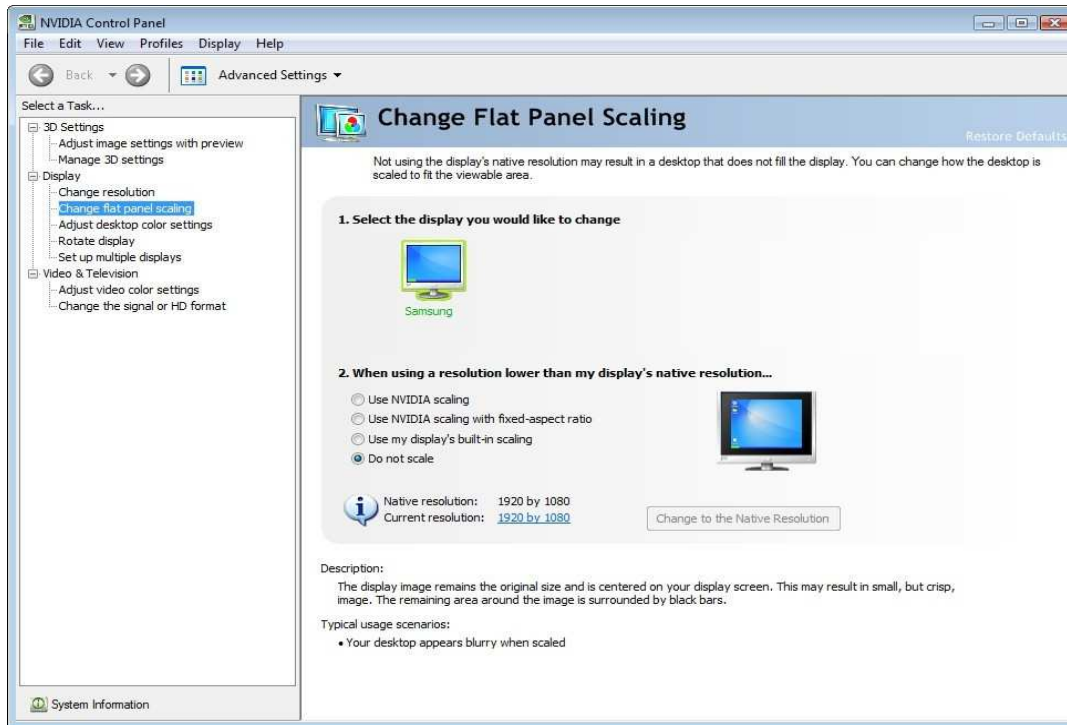 NVIDIA Control Panel
File Edit View Profiles Display Help
Back Advanced Settings
Select a Task...
3D Settings
Adjust image settings with preview
Manage 3D settings
Display
Change resolution
Change flat panel scaling
Adjust desktop color settings
Rotate display
Set up multiple displays
Video & Television
Adjust video color settings
Change the signal or HD format
System Information
Change Flat Panel Scaling
Restore Defaults
Not using the display's native resolution may result in a desktop that does not fill the display. You can change how the desktop is
scaled to fit the viewable area.
1. Select the display you would like to change
Samsung
2. When using a resolution lower than my display's native resolution...
Use NVIDIA scaling
Use NVIDIA scaling with fixed-aspect ratio
Use my display's built-in scaling
Do not scale
Native resolution: 1920 by 1080
Current resolution: 1920 by 1080
Change to the Native Resolution
Description:
The display image remains the original size and is centered on your display screen. This may result in small, but crisp,
image. The remaining area around the image is surrounded by black bars.
Typical usage scenarios:
• Your desktop appears blurry when scaled